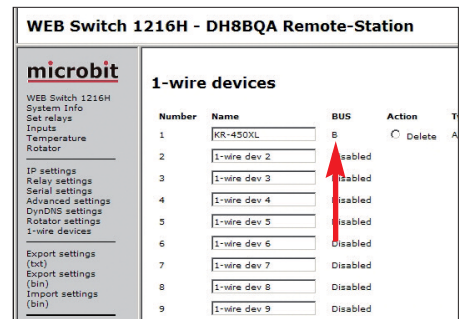 WEB Switch 1216H - DH8BQA Remote-Station
microbit
WEB Switch 1216H
System Info
Set relays
Inputs
Temperature
Rotator
IP settings
Relay settings
Serial settings
Advanced settings
DynDNS settings
Rotator settings
1-wire devices
Export settings
(txt)
Export settings
(bin)
Import settings
(bin)
1-wire devices
Number Name BUS Action
1 KR-450XL B Delete
2 1-wire dev 2
3 1-wire dev 3 Disabled
4 1-wire dev 4 Disabled
5 1-wire dev 5 Disabled
6 1-wire dev 6 Disabled
7 1-wire dev 7 Disabled
8 1-wire dev 8 Disabled
9 1-wire dev 9 Disabled